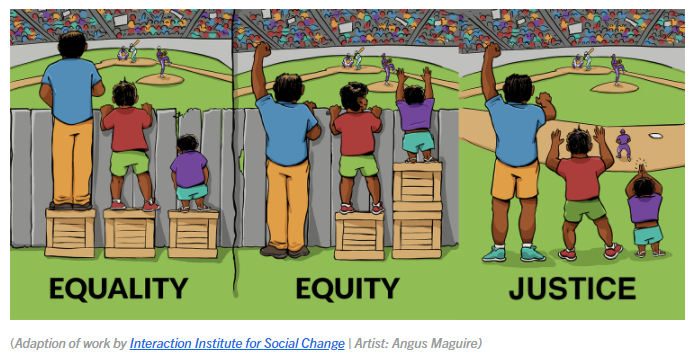 EQUALITY
EQUITY
JUSTICE
(Adaption of work by Interaction Institute for Social Change | Artist: Angus Maguire)